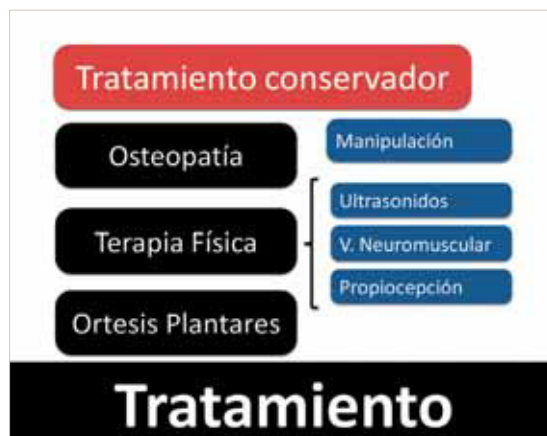 Tratamiento conservador
Osteopatía
Manipulación
Terapia Física
Ultrasonidos
V. Neuromuscular
Propiocepción
Ortesis Plantares
Tratamiento